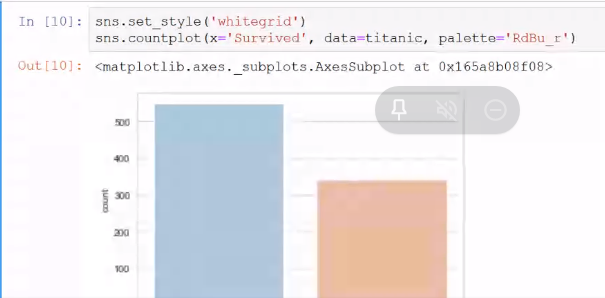 In [10]: sns.set_style('whitegrid')
sns.countplot(x='Survived', data=titanic, palette='RdBu_r')
Out[10]: <matplotlib.axes._subplots.AxesSubplot at 0x165a8b08f08>
500
400
300
200
100
count